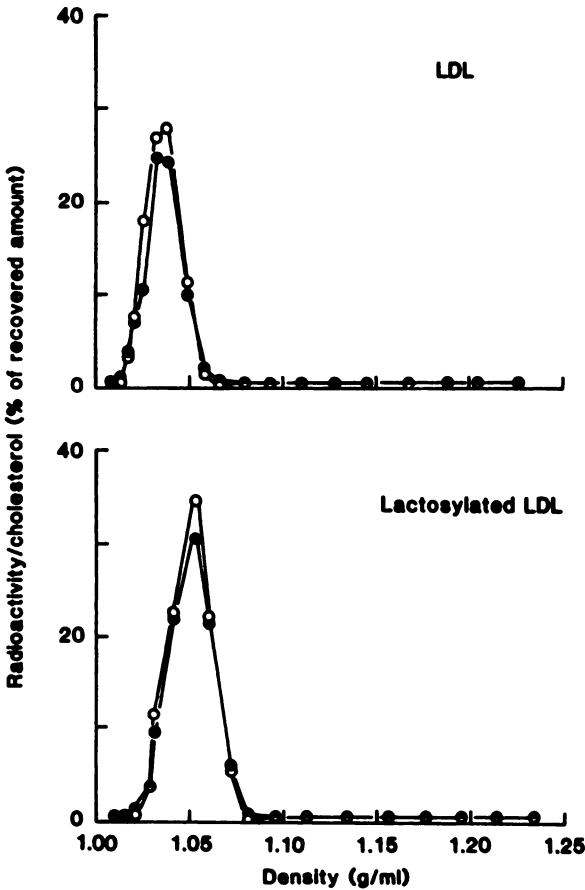 40
LDL
20
0
40
Lactosylated LDL
20
0
1.00 1.05 1.10 1.15 1.20 1.25
Density (g/ml)
Radioactivity/cholesterol (% of recovered amount)